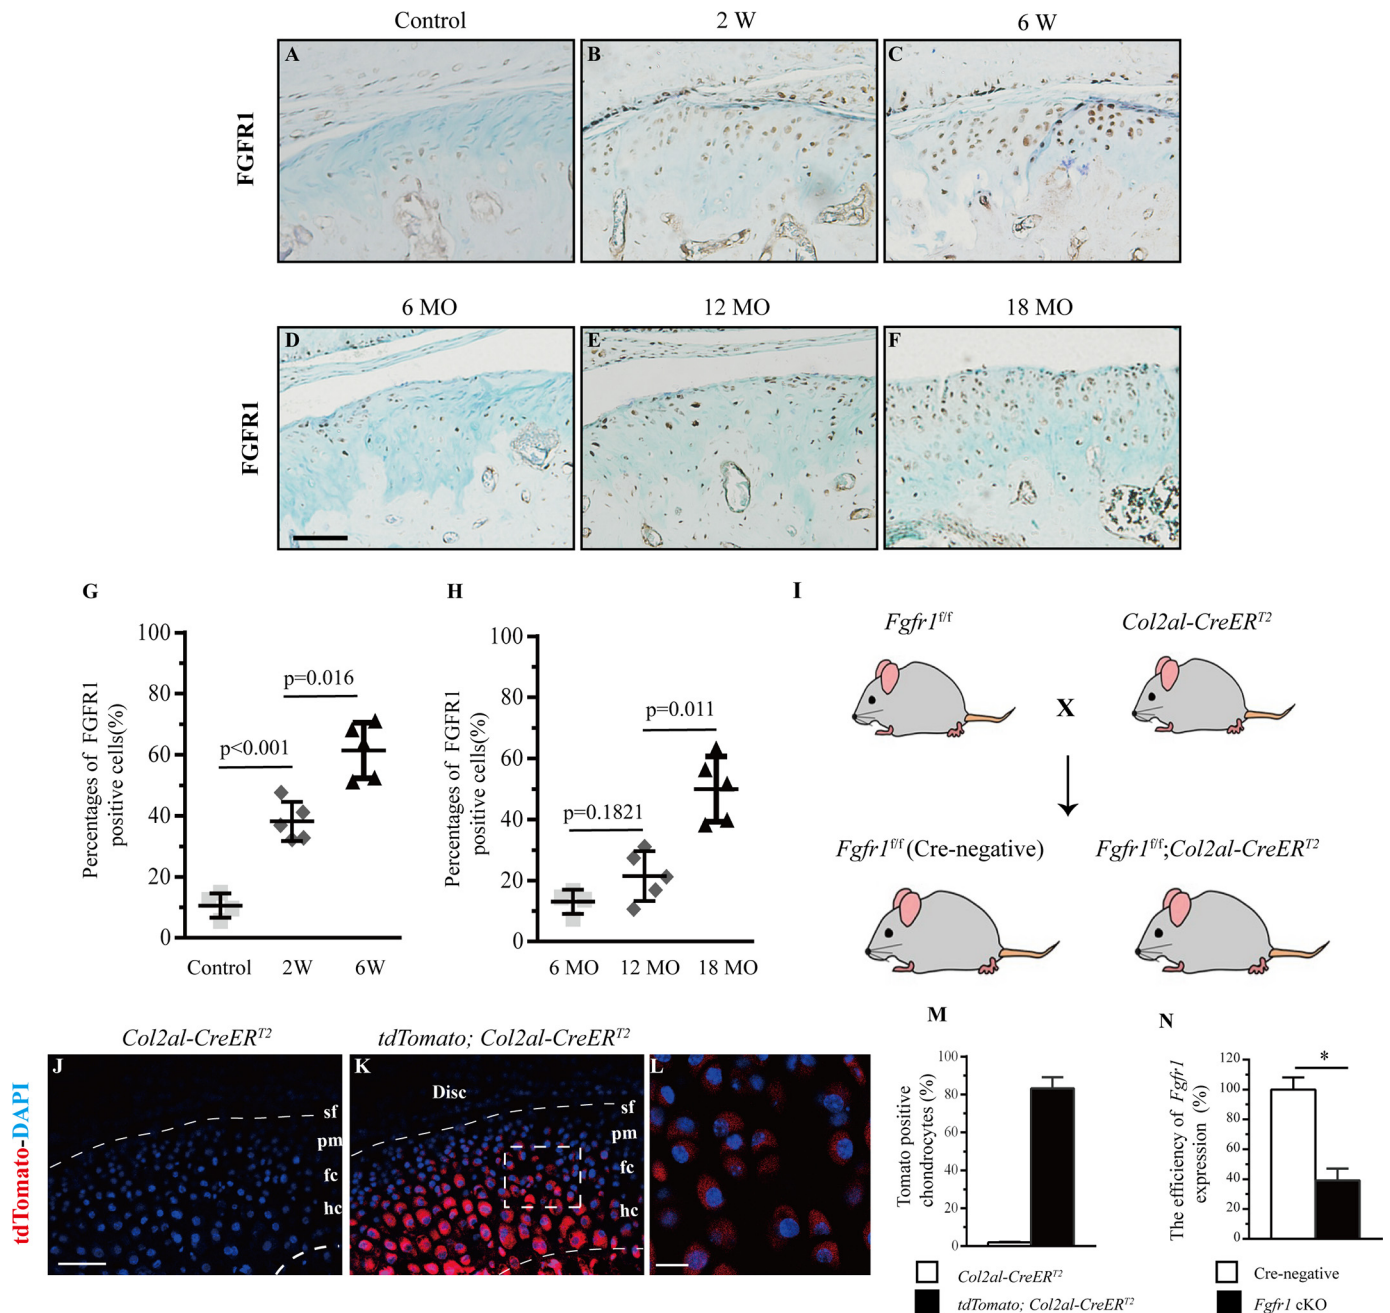 Control 2 W 6 W
A B C
FGFR1
6 MO 12 MO 18 MO
D E F
FGFR1
G
Percentages of FGFR1
positive cells(%)
100
80
60
40
20
0
p<0.001
p=0.016
Control 2W 6W
H
Percentages of FGFR1
positive cells(%)
100
80
60
40
20
0
p=0.1821
p=0.011
6 MO 12 MO 18 MO
I
Fgfr1f/f Col2al-CreERT2
X
Fgfr1f/f (Cre-negative) Fgfr1f/f;Col2al-CreERT2
Col2al-CreERT2 tdTomato; Col2al-CreERT2
tdTomato-DAPI
J
sf
pm
fc
hc
K
Disc
sf
pm
fc
hc
L
M
Tomato positive
chondrocytes (%)
100
80
60
40
20
0
Col2al-CreERT2
tdTomato; Col2al-CreERT2
N
The efficiency of Fgfr1
expression (%)
120
100
80
60
40
20
0
*
Cre-negative
Fgfr1 cKO